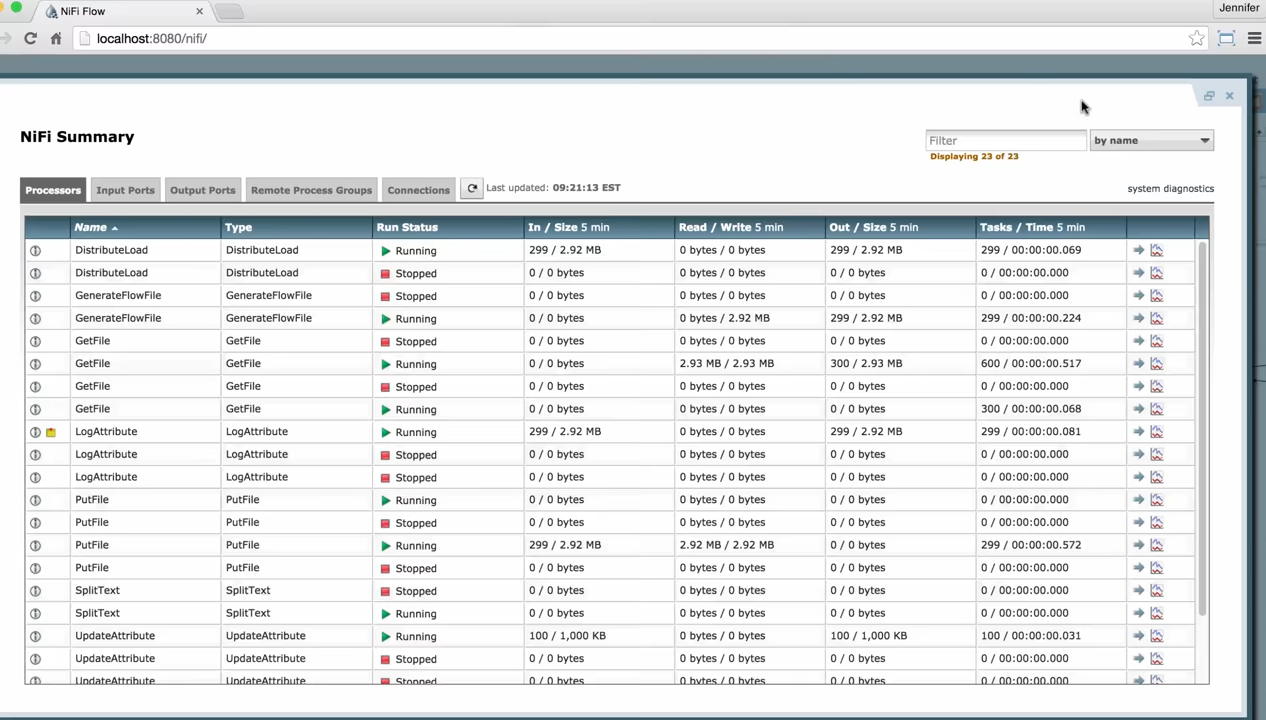 NiFi Flow
Jennifer
localhost:8080/nifi/
NiFi Summary
Filter
by name
Displaying 23 of 23
Processors Input Ports Output Ports Remote Process Groups Connections Last updated: 09:21:13 EST
system diagnostics
Name Type Run Status In / Size 5 min Read / Write 5 min Out / Size 5 min Tasks / Time 5 min
DistributeLoad DistributeLoad Running 299 / 2.92 MB 0 bytes / 0 bytes 299 / 2.92 MB 299 / 00:00:00.069
DistributeLoad DistributeLoad Stopped 0 / 0 bytes 0 bytes / 0 bytes 0 / 0 bytes 0 / 00:00:00.000
GenerateFlowFile GenerateFlowFile Stopped 0 / 0 bytes 0 bytes / 0 bytes 0 / 0 bytes 0 / 00:00:00.000
GenerateFlowFile GenerateFlowFile Running 0 / 0 bytes 0 bytes / 2.92 MB 299 / 2.92 MB 299 / 00:00:00.224
GetFile GetFile Stopped 0 / 0 bytes 0 bytes / 0 bytes 0 / 0 bytes 0 / 00:00:00.000
GetFile GetFile Running 0 / 0 bytes 2.93 MB / 2.93 MB 300 / 2.93 MB 600 / 00:00:00.517
GetFile GetFile Stopped 0 / 0 bytes 0 bytes / 0 bytes 0 / 0 bytes 0 / 00:00:00.000
GetFile GetFile Running 0 / 0 bytes 0 bytes / 0 bytes 0 / 0 bytes 300 / 00:00:00.068
LogAttribute LogAttribute Running 299 / 2.92 MB 0 bytes / 0 bytes 299 / 2.92 MB 299 / 00:00:00.081
LogAttribute LogAttribute Stopped 0 / 0 bytes 0 bytes / 0 bytes 0 / 0 bytes 0 / 00:00:00.000
LogAttribute LogAttribute Stopped 0 / 0 bytes 0 bytes / 0 bytes 0 / 0 bytes 0 / 00:00:00.000
PutFile PutFile Running 0 / 0 bytes 0 bytes / 0 bytes 0 / 0 bytes 0 / 00:00:00.000
PutFile PutFile Stopped 0 / 0 bytes 0 bytes / 0 bytes 0 / 0 bytes 0 / 00:00:00.000
PutFile PutFile Running 299 / 2.92 MB 2.92 MB / 2.92 MB 0 / 0 bytes 299 / 00:00:00.572
PutFile PutFile Stopped 0 / 0 bytes 0 bytes / 0 bytes 0 / 0 bytes 0 / 00:00:00.000
SplitText SplitText Stopped 0 / 0 bytes 0 bytes / 0 bytes 0 / 0 bytes 0 / 00:00:00.000
SplitText SplitText Running 0 / 0 bytes 0 bytes / 0 bytes 0 / 0 bytes 0 / 00:00:00.000
UpdateAttribute UpdateAttribute Running 100 / 1,000 KB 0 bytes / 0 bytes 100 / 1,000 KB 100 / 00:00:00.031
UpdateAttribute UpdateAttribute Stopped 0 / 0 bytes 0 bytes / 0 bytes 0 / 0 bytes 0 / 00:00:00.000
UpdateAttribute UpdateAttribute Stopped 0 / 0 bytes 0 bytes / 0 bytes 0 / 0 bytes 0 / 00:00:00.000